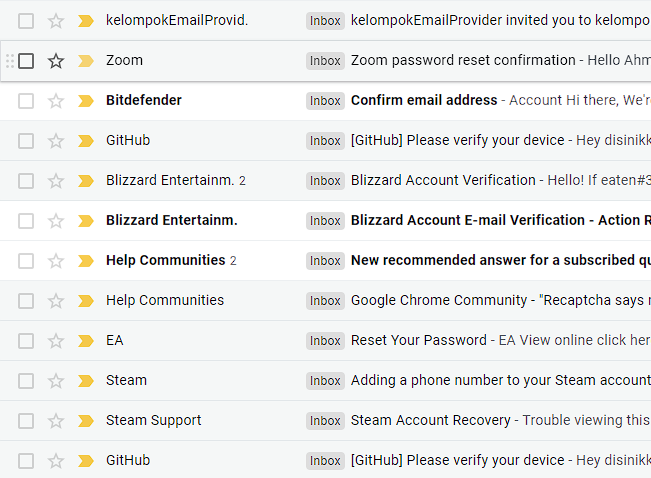 kelompokEmailProvid. Inbox kelompokEmailProvider invited you to kelompo
Zoom Inbox Zoom password reset confirmation - Hello Ahm
Bitdefender Inbox Confirm email address - Account Hi there, We'r
GitHub Inbox [GitHub] Please verify your device - Hey disinikk
Blizzard Entertainm. 2 Inbox Blizzard Account Verification - Hello! If eaten#3
Blizzard Entertainm. Inbox Blizzard Account E-mail Verification - Action R
Help Communities 2 Inbox New recommended answer for a subscribed qu
Help Communities Inbox Google Chrome Community - "Recaptcha says r
EA Inbox Reset Your Password - EA View online click her
Steam Inbox Adding a phone number to your Steam account
Steam Support Inbox Steam Account Recovery - Trouble viewing this
GitHub Inbox [GitHub] Please verify your device - Hey disinikk